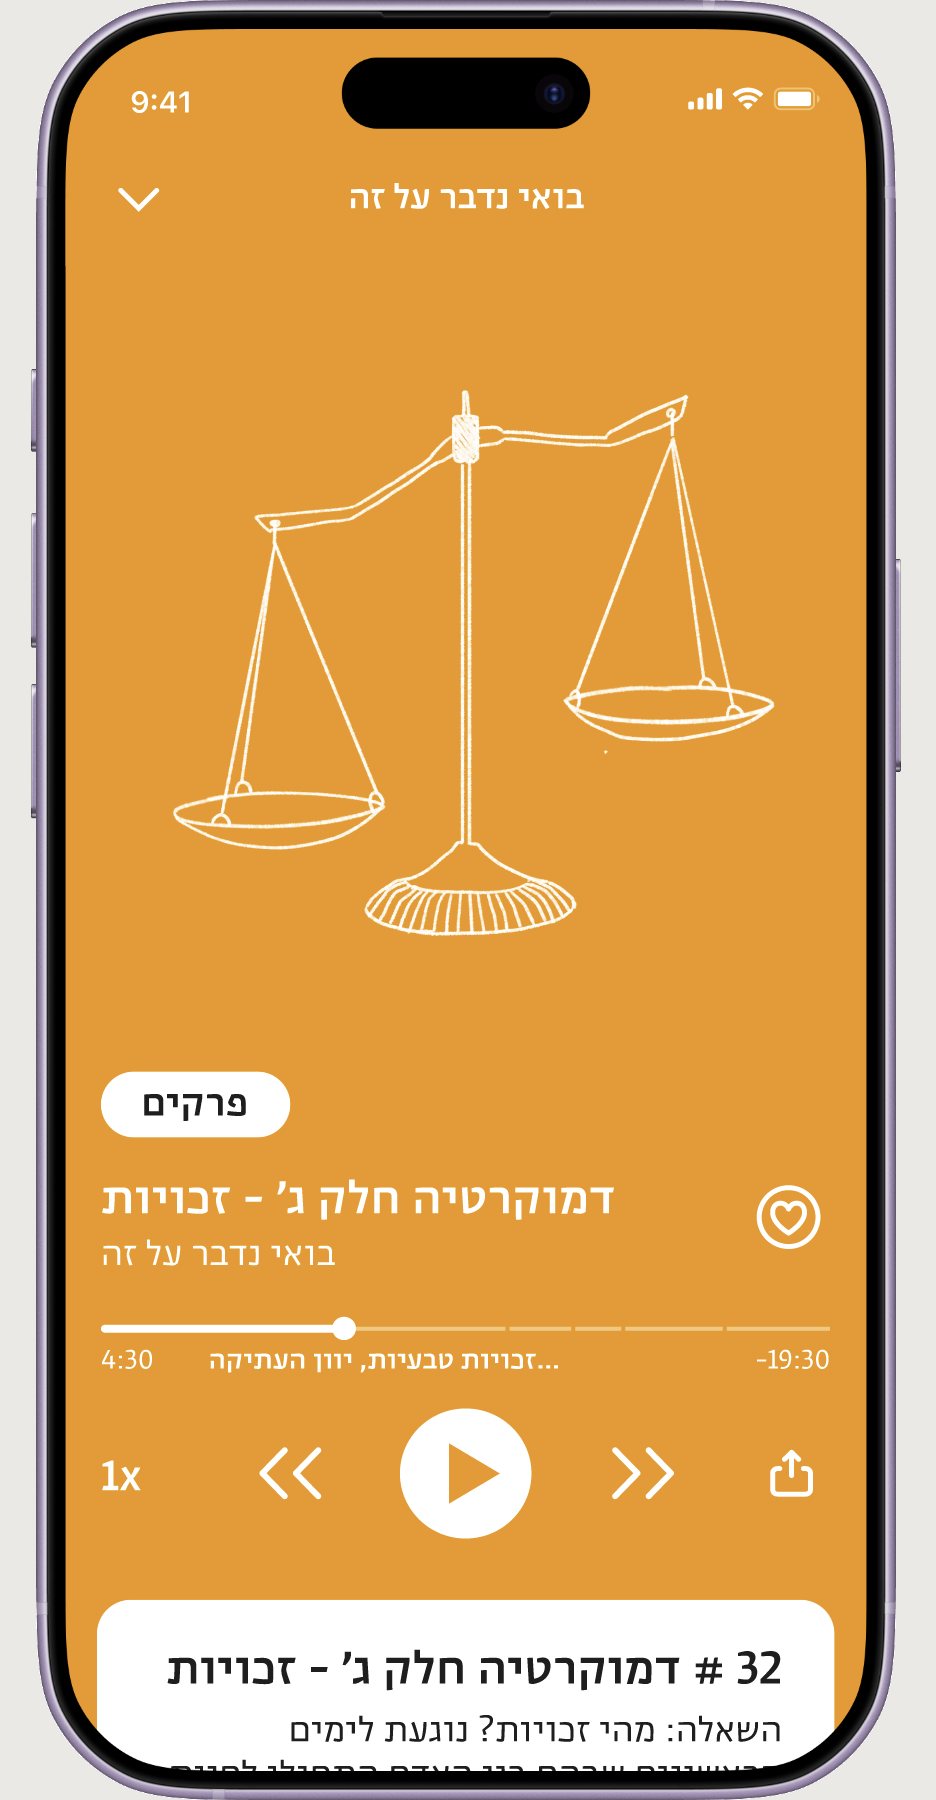 9:41
בואי נדבר על זה
פרקים
דמוקרטיה חלק ג' - זכויות
בואי נדבר על זה
4:30
זכויות טבעיות, יוון העתיקה...
-19:30
1x
32 # דמוקרטיה חלק ג' - זכויות
השאלה: מהי זכויות? נוגעת לימים